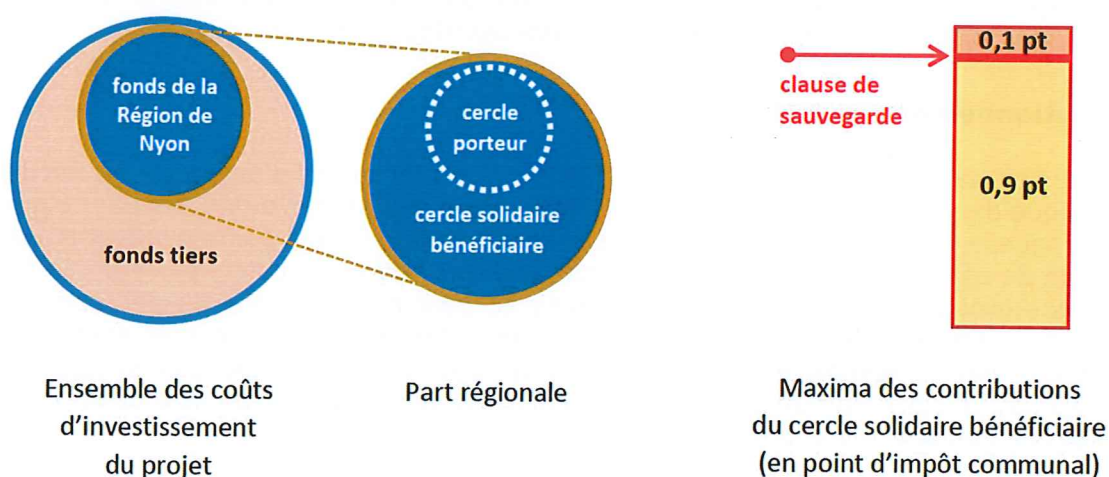 fonds de la
Région de
Nyon
fonds tiers
cercle
porteur
cercle solidaire
bénéficiaire
clause de
sauvegarde
0,1 pt
0,9 pt
Ensemble des coûts
d'investissement
du projet
Part régionale
Maxima des contributions
du cercle solidaire bénéficiaire
(en point d'impôt communal)